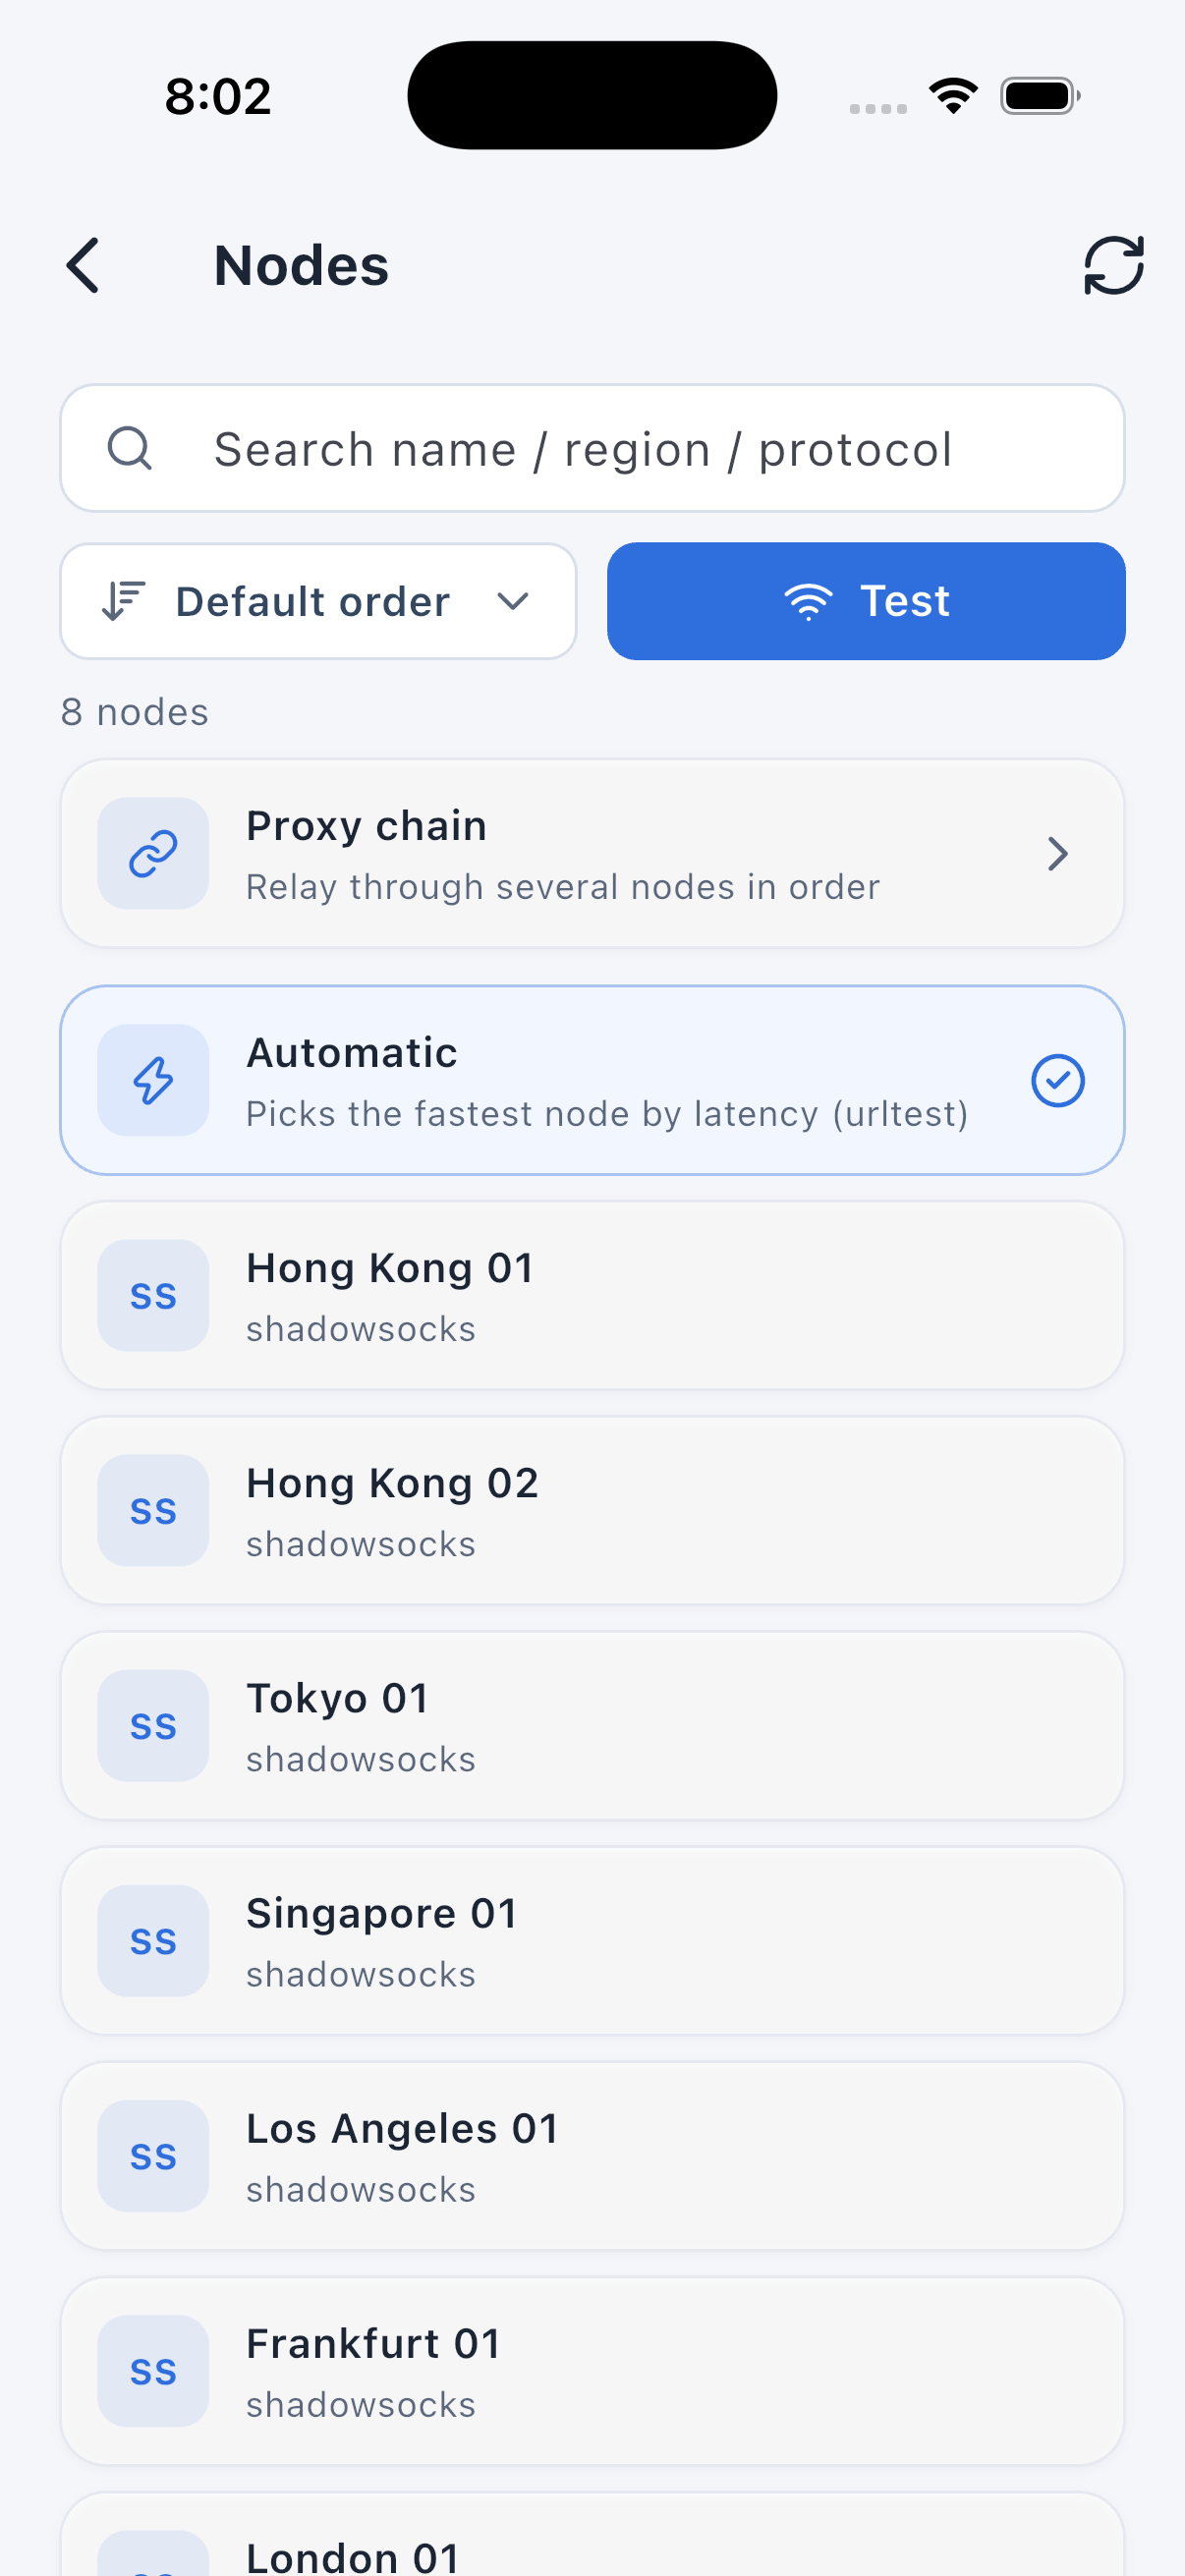 8:02
Nodes
Search name / region / protocol
Default order
Test
8 nodes
Proxy chain
Relay through several nodes in order
Automatic
Picks the fastest node by latency (urltest)
SS
Hong Kong 01
shadowsocks
SS
Hong Kong 02
shadowsocks
SS
Tokyo 01
shadowsocks
SS
Singapore 01
shadowsocks
SS
Los Angeles 01
shadowsocks
SS
Frankfurt 01
shadowsocks
London 01